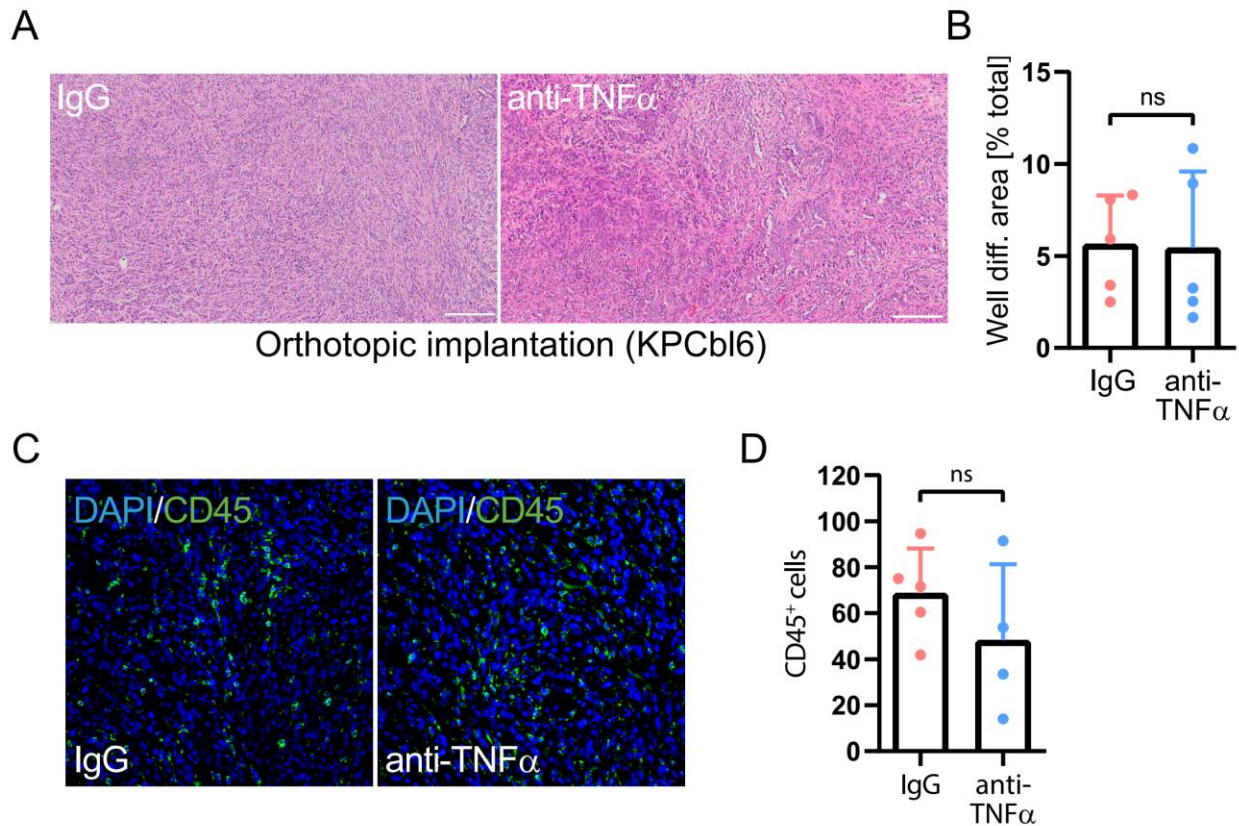 A
IgG
anti-TNFα
Orthotopic implantation (KPCbl6)
B
Well diff. area [% total]
15
10
5
0
ns
IgG
anti-
TNFα
C
DAPI/CD45
IgG
DAPI/CD45
anti-TNFα
D
CD45⁺ cells
120
100
80
60
40
20
0
ns
IgG
anti-
TNFα